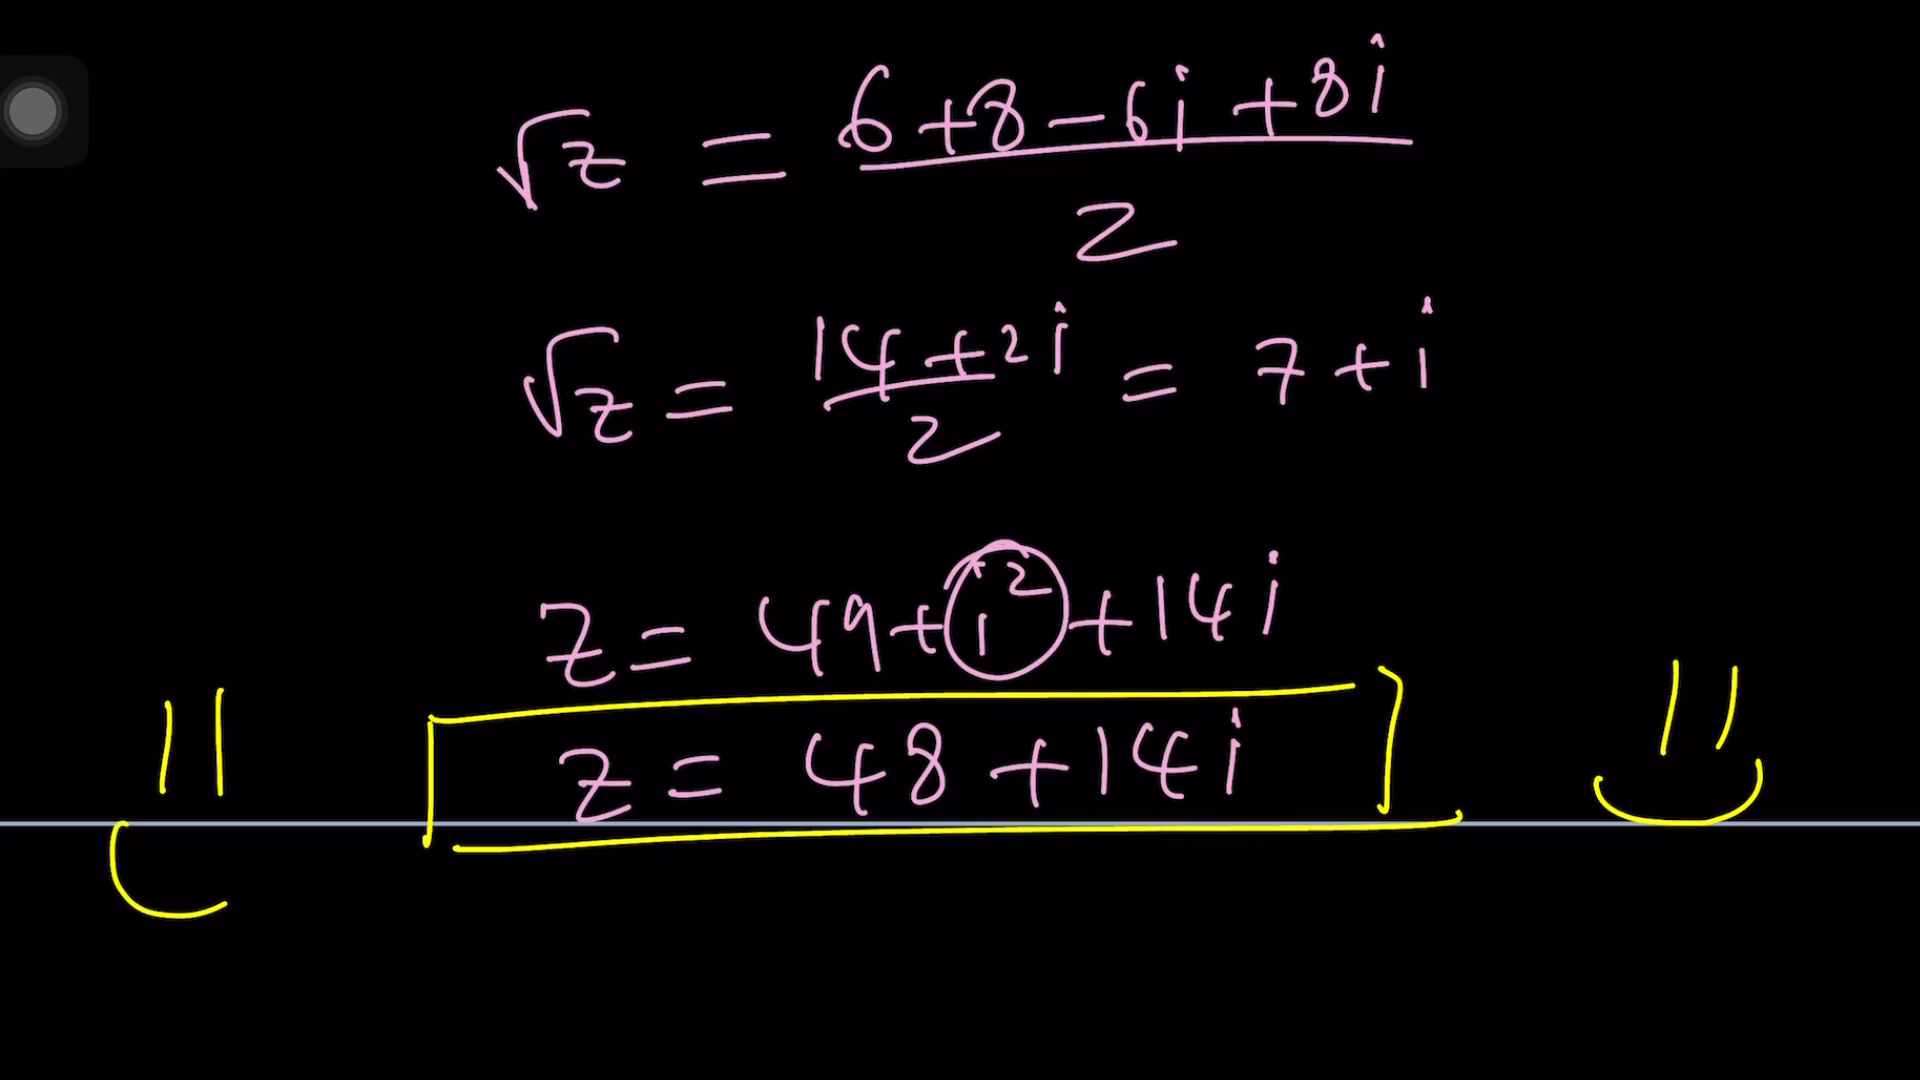 √z = (6+8-6i+8i)/2
√z = (14+2i)/2 = 7+i
z = 49+i²+14i
z = 48+14i